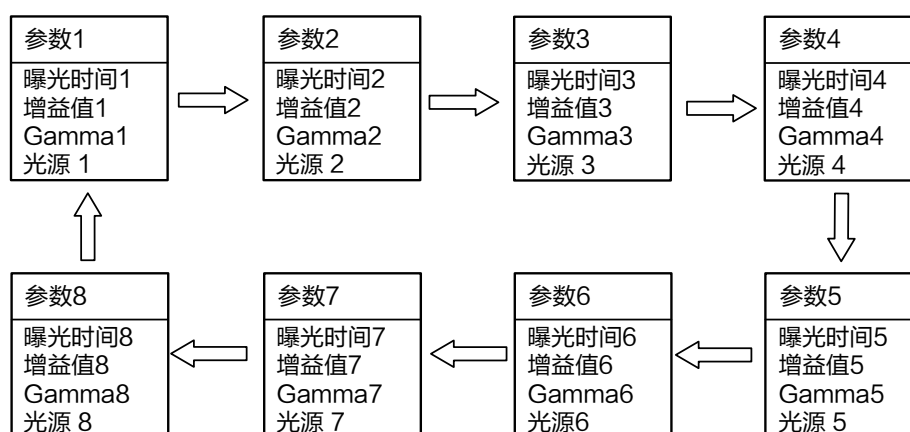 参数1
曝光时间1
增益值1
Gamma1
光源 1
参数2
曝光时间2
增益值2
Gamma2
光源 2
参数3
曝光时间3
增益值3
Gamma3
光源 3
参数4
曝光时间4
增益值4
Gamma4
光源 4
参数8
曝光时间8
增益值8
Gamma8
光源 8
参数7
曝光时间7
增益值7
Gamma7
光源 7
参数6
曝光时间6
增益值6
Gamma6
光源6
参数5
曝光时间5
增益值5
Gamma5
光源 5